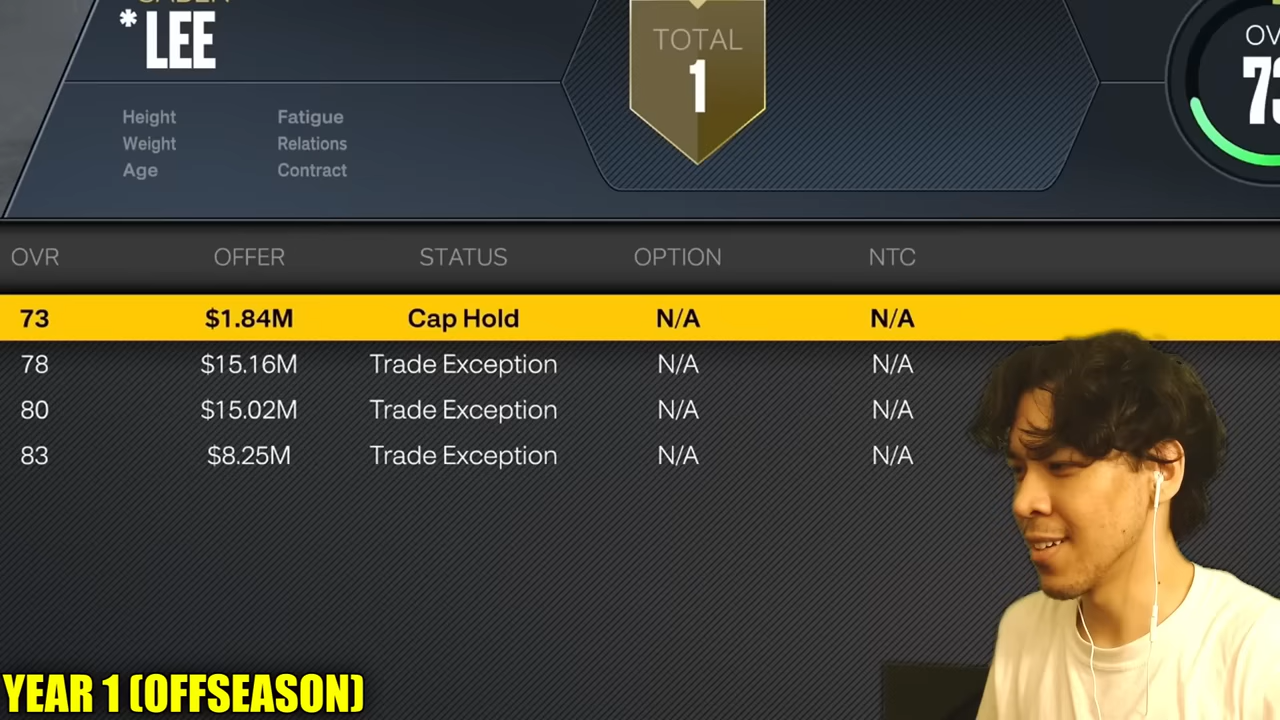 * LEE
TOTAL
1
OV
73
Height Fatigue
Weight Relations
Age Contract
OVR OFFER STATUS OPTION NTC
73 $1.84M Cap Hold N/A N/A
78 $15.16M Trade Exception N/A N/A
80 $15.02M Trade Exception N/A N/A
83 $8.25M Trade Exception N/A N/A
YEAR 1 (OFFSEASON)